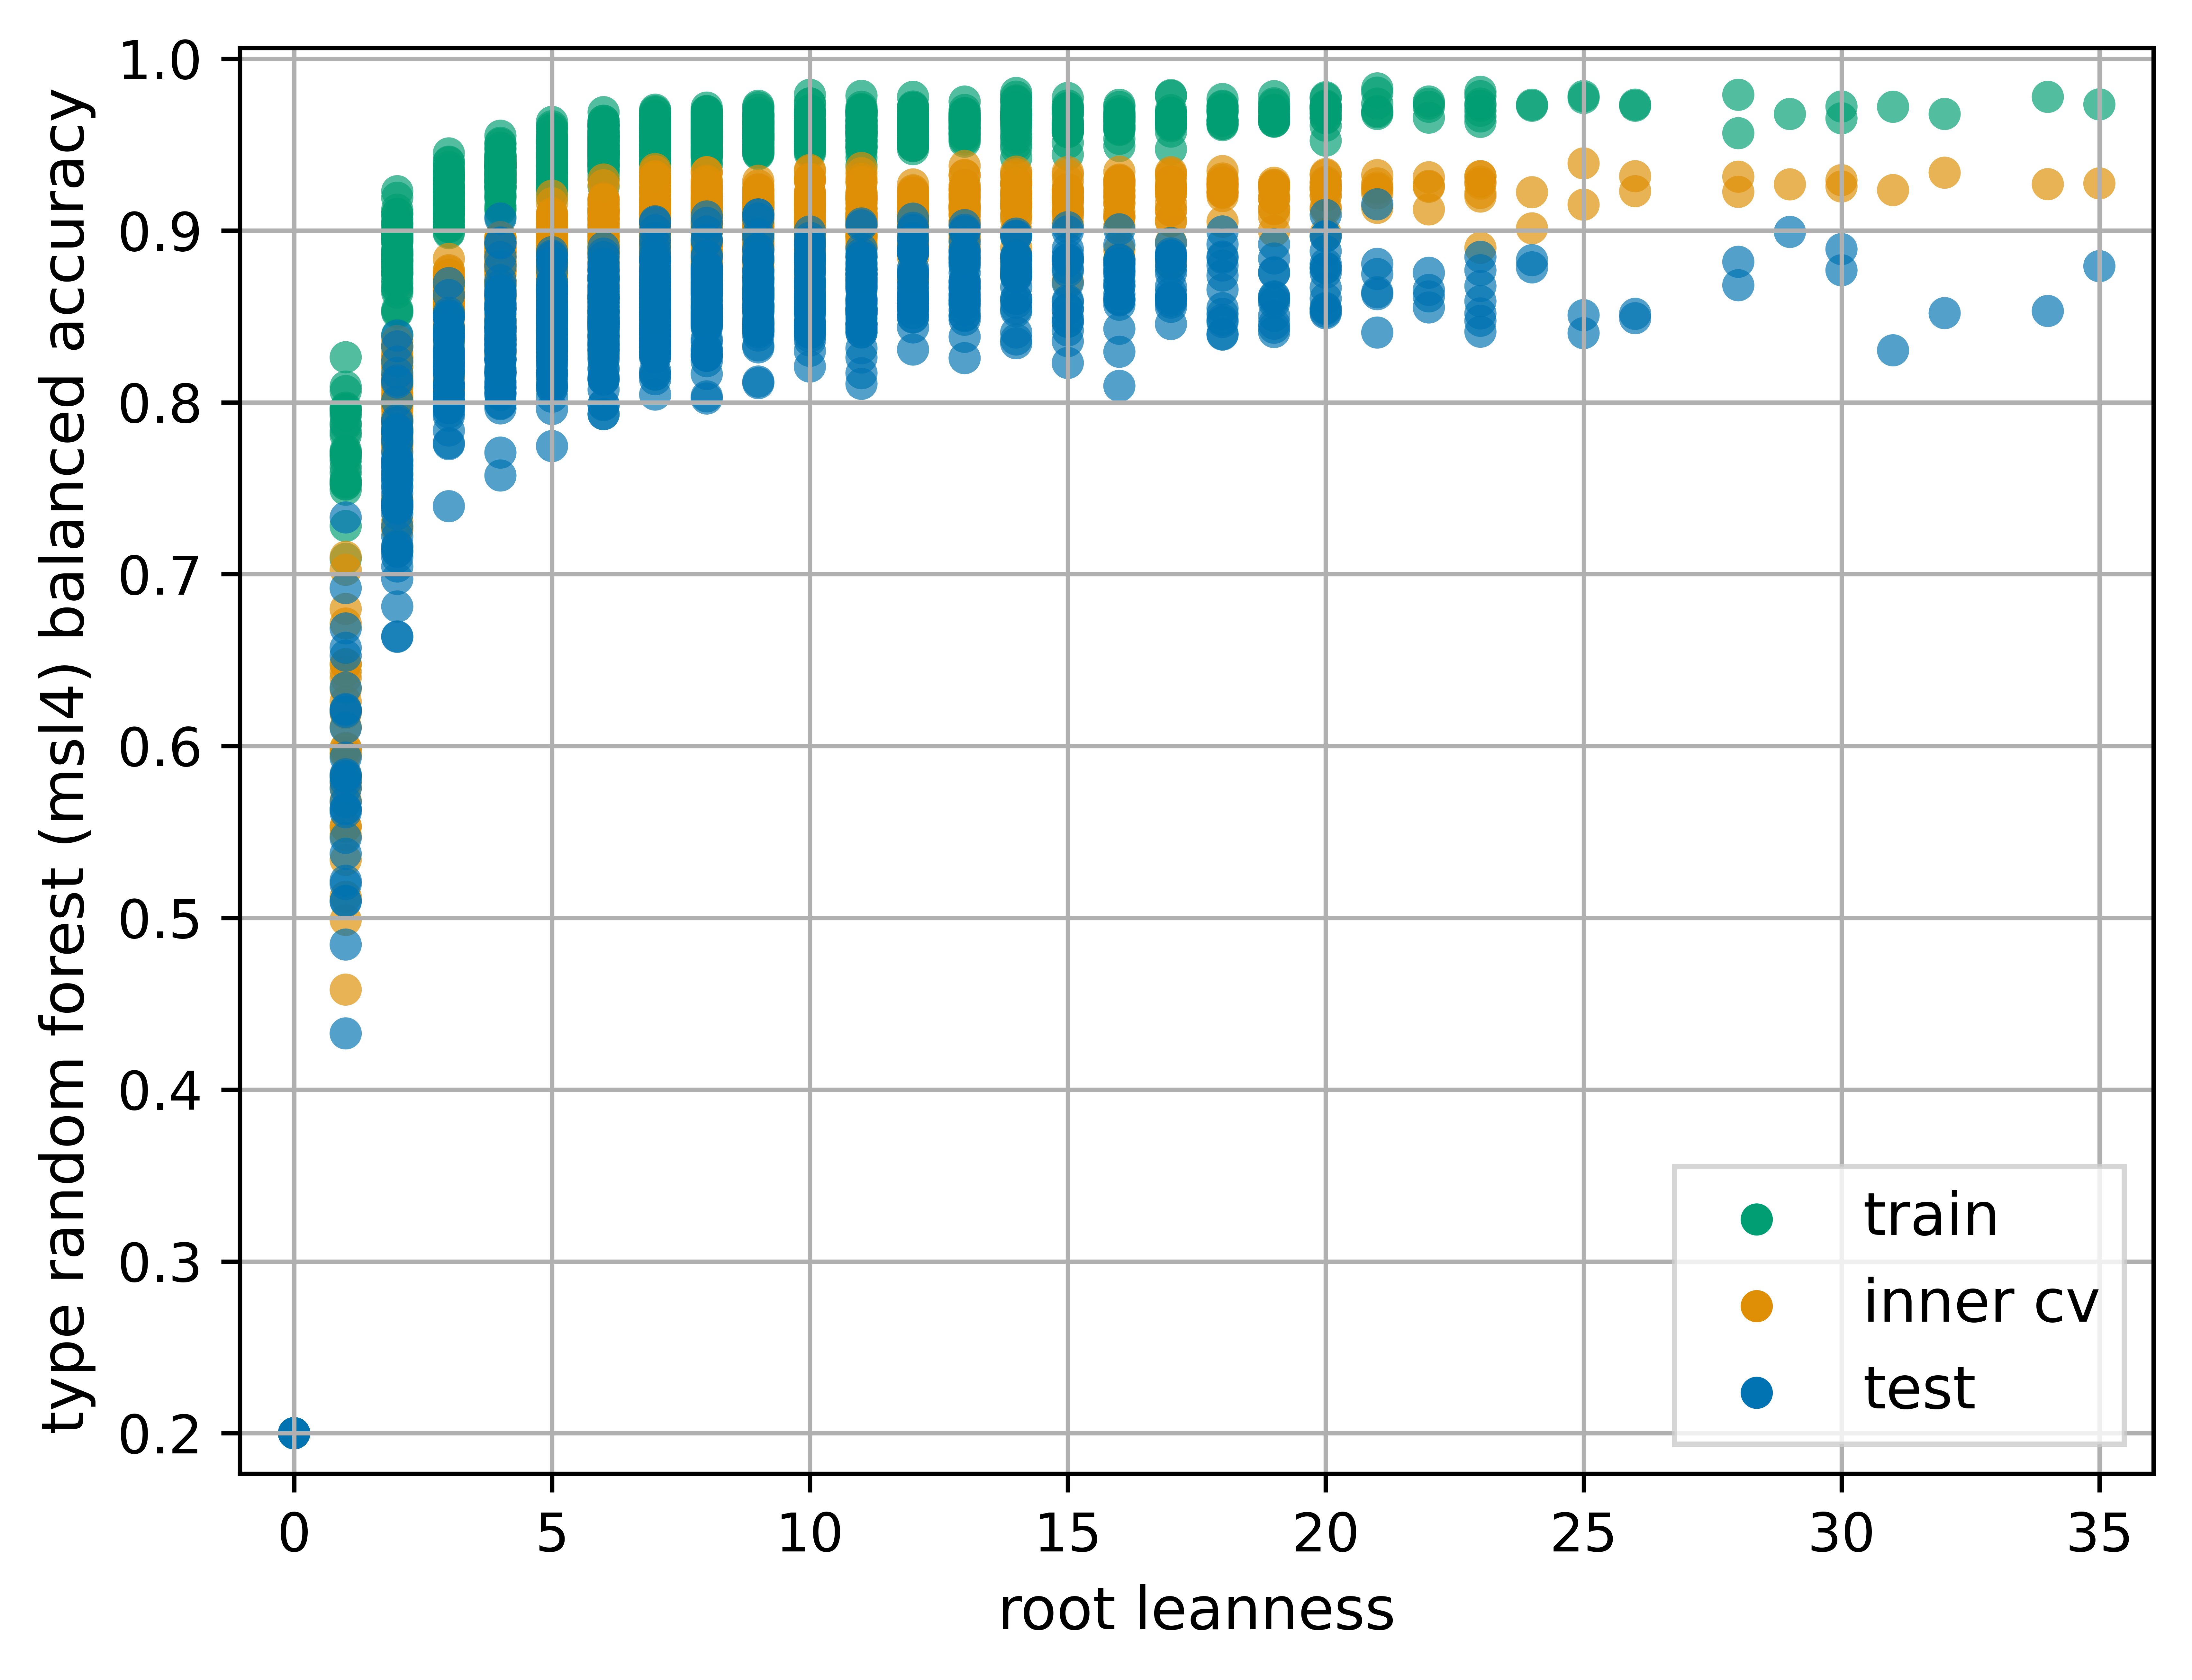 type random forest (msl4) balanced accuracy
1.0
0.9
0.8
0.7
0.6
0.5
0.4
0.3
0.2
train
inner cv
test
0 5 10 15 20 25 30 35
root leanness